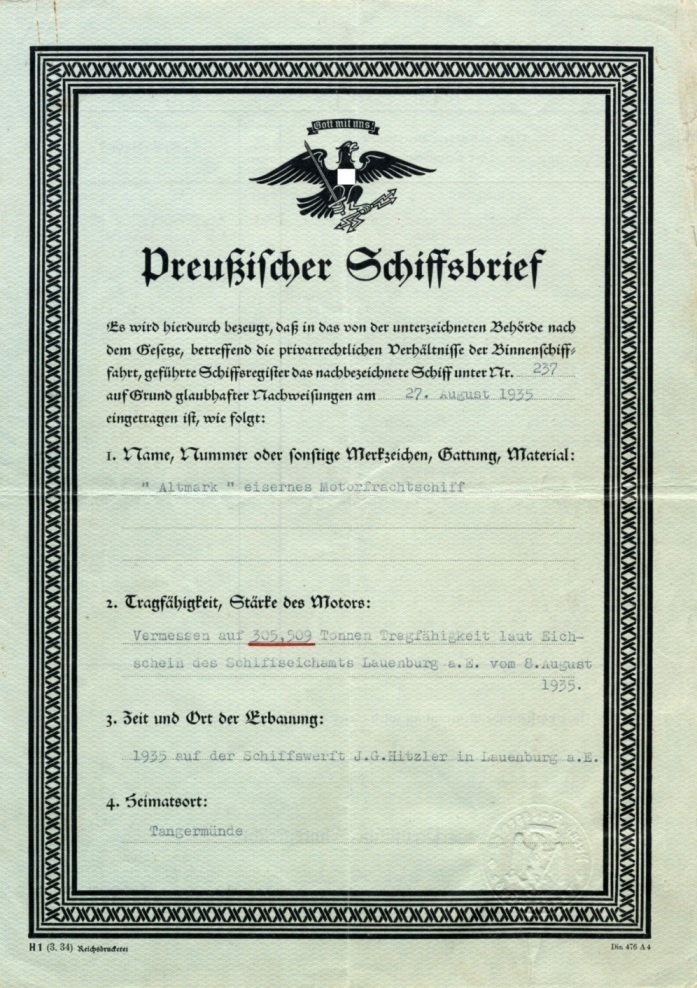 Gott mit uns!
Preußischer Schiffsbrief
Es wird hierdurch bezeugt, daß in das von der unterzeichneten Behörde nach
dem Gesetze, betreffend die privatrechtlichen Verhältnisse der Binnenschiff-
fahrt, geführte Schiffsregister das nachbezeichnete Schiff unter Nr. 237
auf Grund glaubhafter Nachweisungen am 27. August 1935
eingetragen ist, wie folgt:
1. Name, Nummer oder sonstige Merkzeichen, Gattung, Material:
" Altmark " eisernes Motorfrachtschiff
2. Tragfähigkeit, Stärke des Motors:
Vermessen auf 305,509 Tonnen Tragfähigkeit laut Eich-
schein des Schiffseichamts Lauenburg a.E. vom 8.August
1935.
3. Zeit und Ort der Erbauung:
1935 auf der Schiffswerft J.G.Hitzler in Lauenburg a.E.
4. Heimatsort:
Tangermünde
H 1 (3. 34) Reichsdruckerei
Din 476 A 4